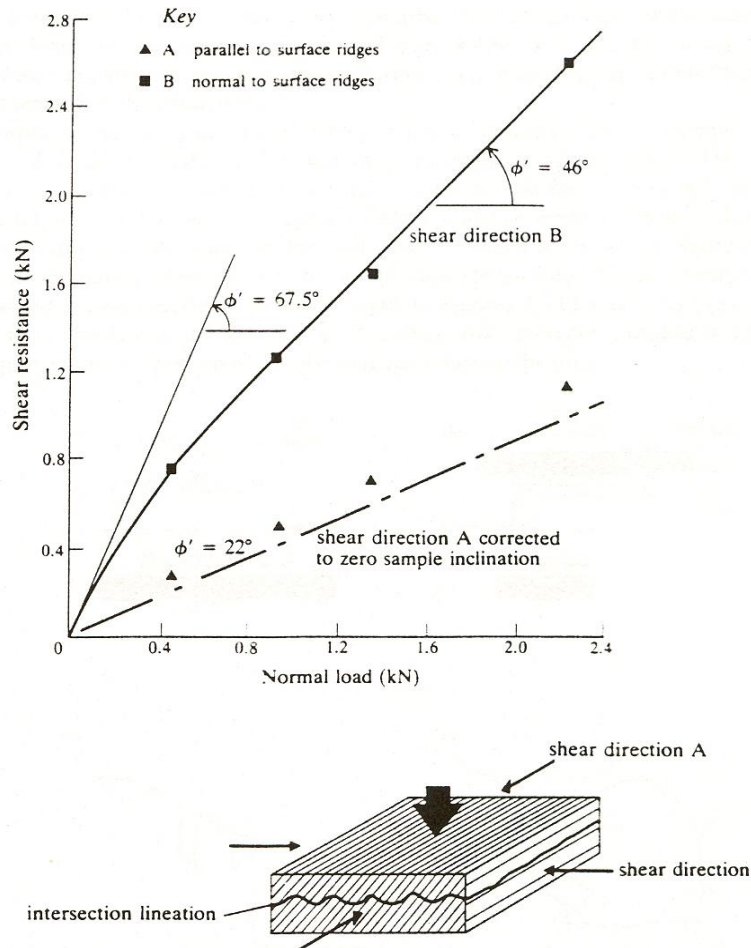 Key
▲ A parallel to surface ridges
■ B normal to surface ridges
2.8
2.4
2.0
1.6
1.2
0.8
0.4
Shear resistance (kN)
ϕ′ = 46°
shear direction B
ϕ′ = 67.5°
ϕ′ = 22°
shear direction A corrected
to zero sample inclination
0
0.4
0.8
1.2
1.6
2.0
2.4
Normal load (kN)
shear direction A
shear direction
intersection lineation